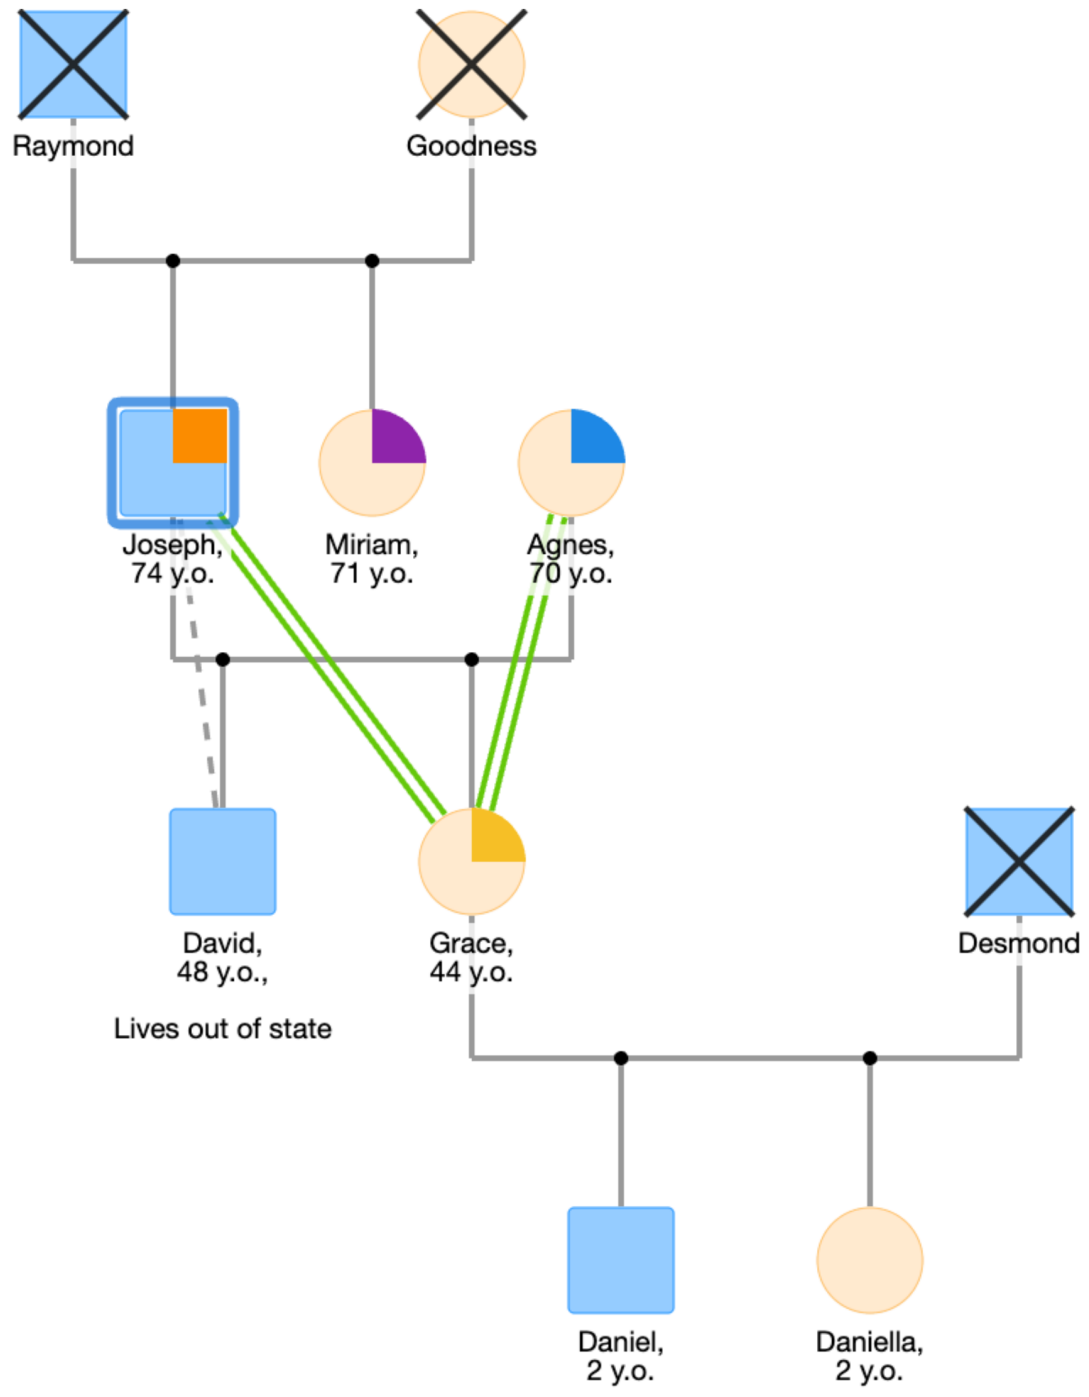 Raymond
Goodness
Joseph,
74 y.o.
Miriam,
71 y.o.
Agnes,
70 y.o.
David,
48 y.o.,
Lives out of state
Grace,
44 y.o.
Desmond
Daniel,
2 y.o.
Daniella,
2 y.o.